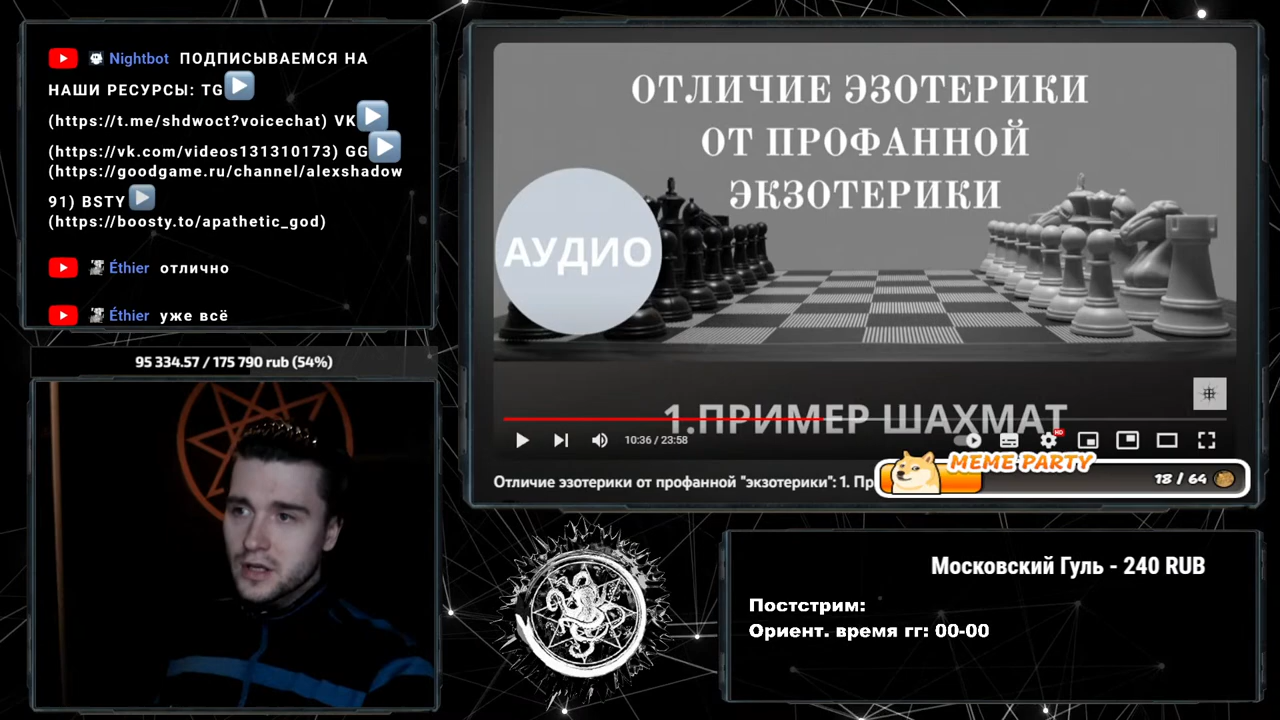 Nightbot ПОДПИСЫВАЕМСЯ НА
НАШИ РЕСУРСЫ: TG
(https://t.me/shdwoct?voicechat) VK
(https://vk.com/videos131310173) GG
(https://goodgame.ru/channel/alexshadow
91) BSTY
(https://boosty.to/apathetic_god)
Éthier отлично
Éthier уже всё
95 334.57 / 175 790 rub (54%)
ОТЛИЧИЕ ЭЗОТЕРИКИ
ОТ ПРОФАННОЙ
ЭКЗОТЕРИКИ
АУДИО
1.ПРИМЕР ШАХМАТ
10:36 / 23:58
HD
Отличие эзотерики от профанной "экзотерики": 1. Пр
MEME PARTY
18 / 64
Московский Гуль - 240 RUB
Постстрим:
Ориент. время гг: 00-00